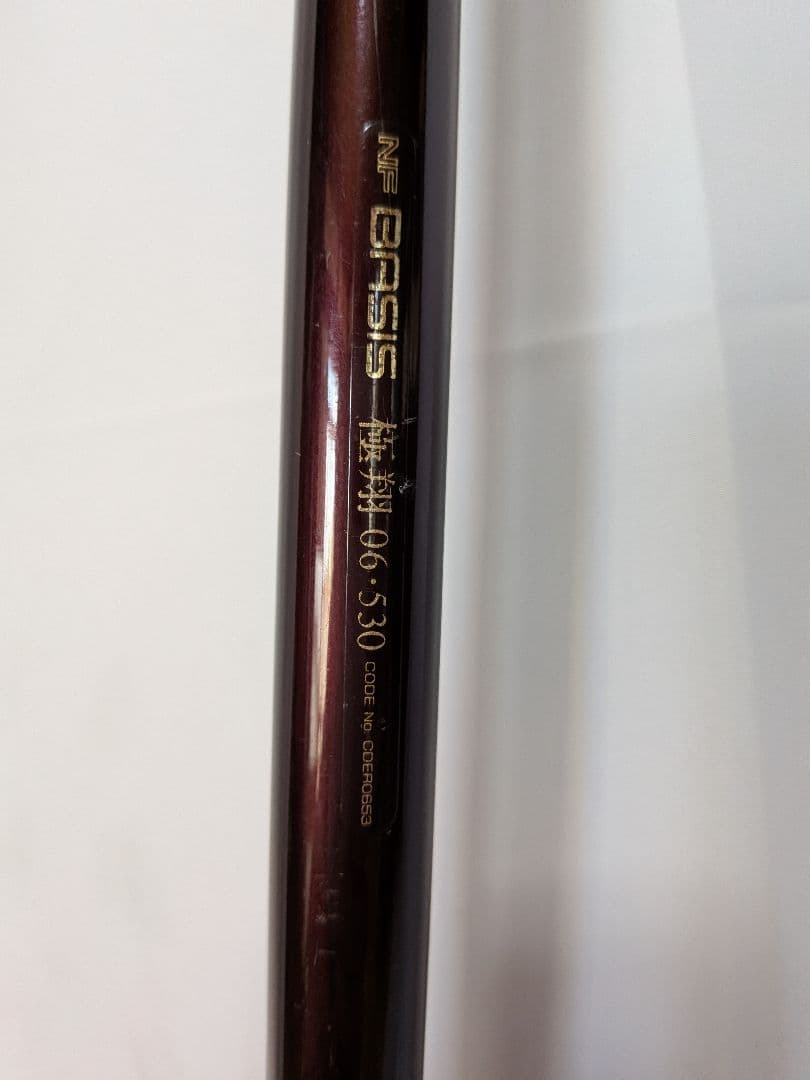 NF BASIS 極翔 06・530 CODE No. CDER0653